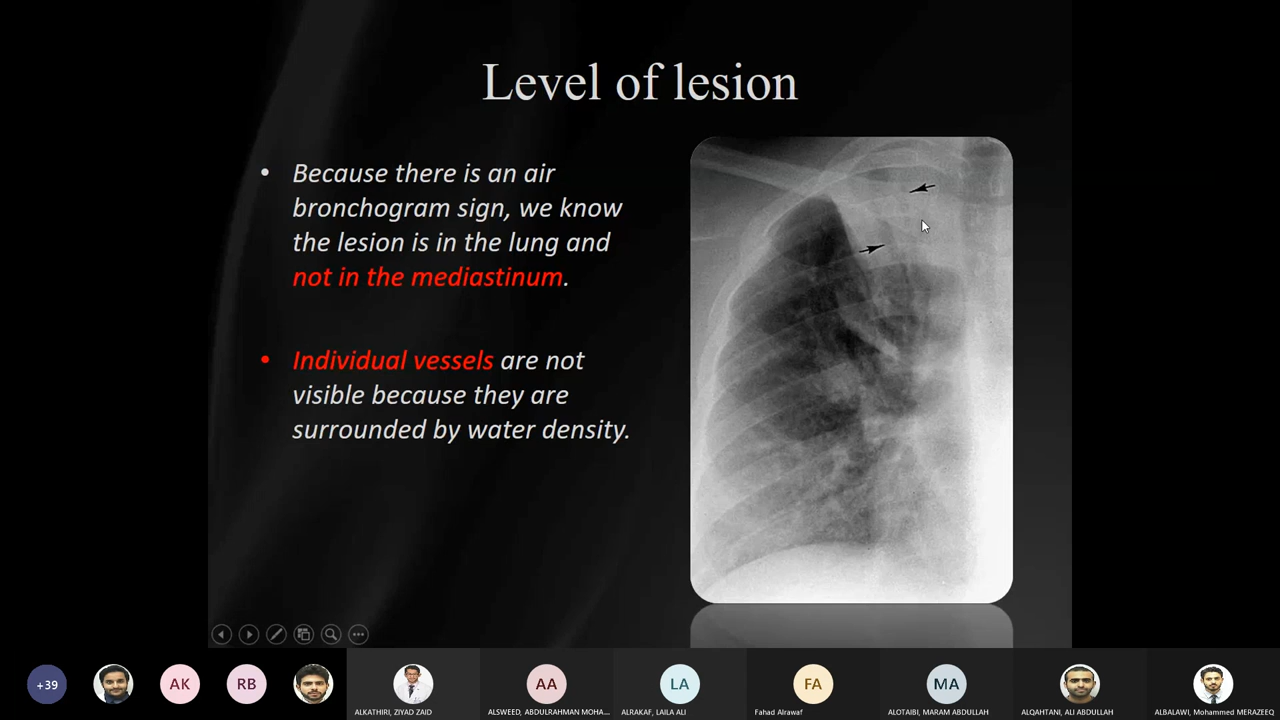 Level of lesion
• Because there is an air
bronchogram sign, we know
the lesion is in the lung and
not in the mediastinum.
• Individual vessels are not
visible because they are
surrounded by water density.
+39
AK
RB
AA
LA
FA
MA
ALKATHIRI, ZIYAD ZAID
ALSWEED, ABDULRAHMAN MOHA...
ALRAKAF, LAILA ALI
Fahad Alrawaf
ALOTAIBI, MARAM ABDULLAH
ALQAHTANI, ALI ABDULLAH
ALBALAWI, Mohammed MERAZEEQ